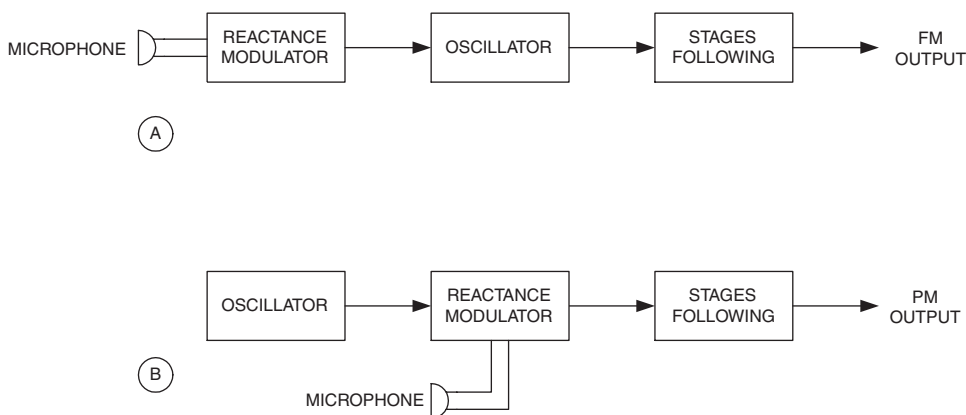 MICROPHONE
REACTANCE
MODULATOR
OSCILLATOR
STAGES
FOLLOWING
FM
OUTPUT
A
OSCILLATOR
REACTANCE
MODULATOR
STAGES
FOLLOWING
PM
OUTPUT
B
MICROPHONE